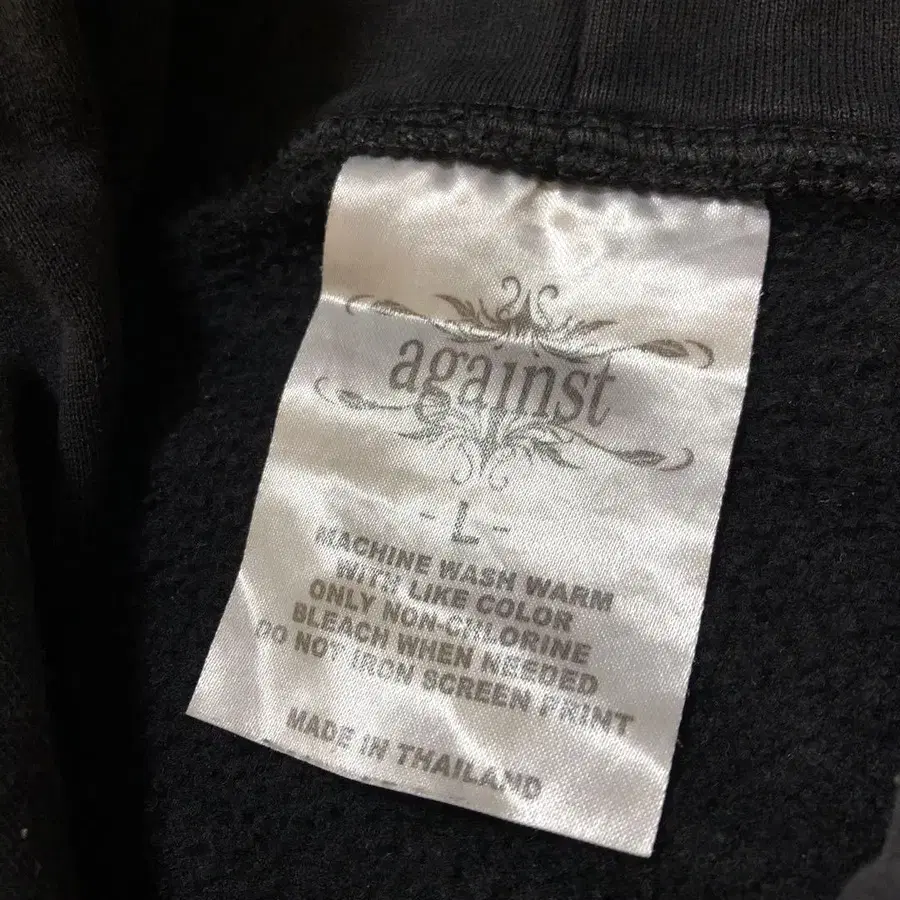 against
- L -
MACHINE WASH WARM
WITH LIKE COLOR
ONLY NON-CHLORINE
BLEACH WHEN NEEDED
DO NOT IRON SCREEN PRINT
MADE IN THAILAND